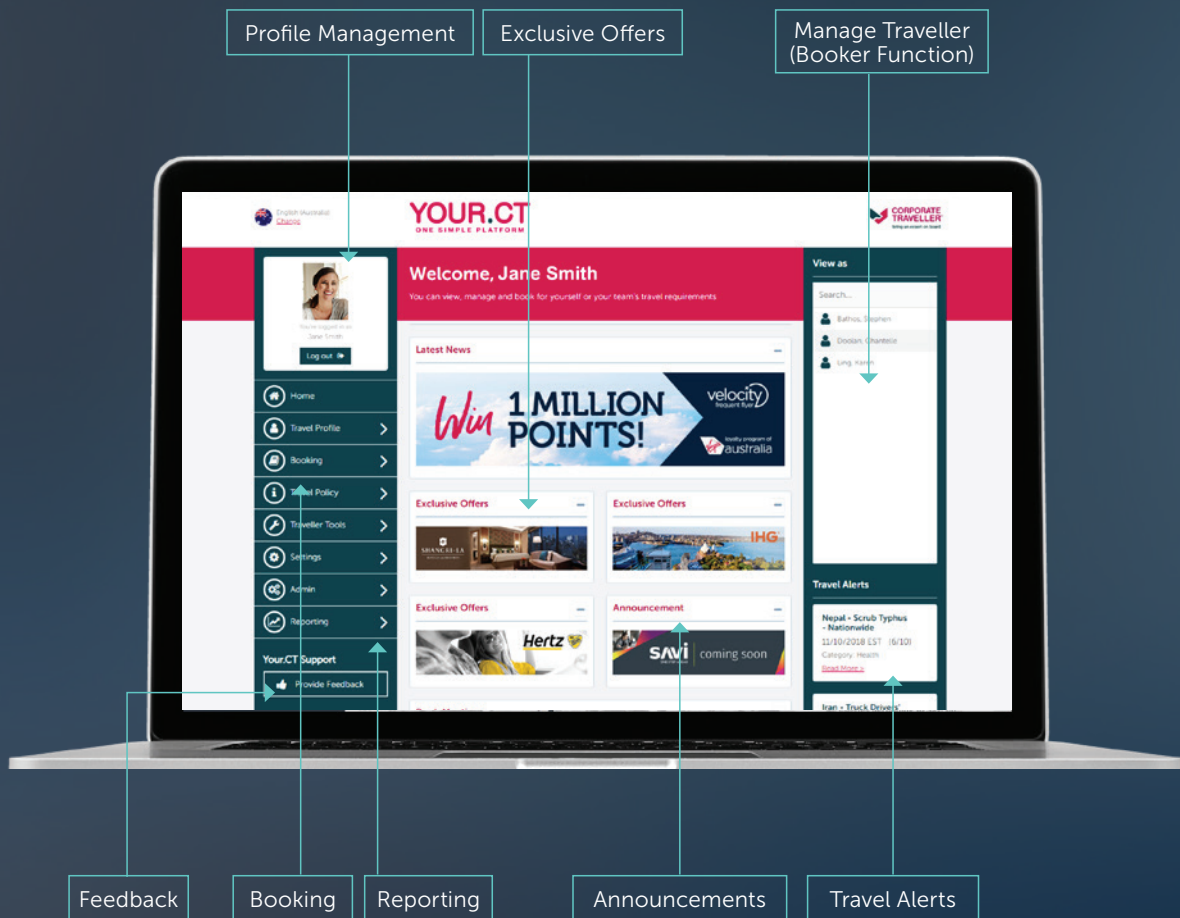 Profile Management
Exclusive Offers
Manage Traveller
(Booker Function)
English (Australia)
Change
YOUR.CT
ONE SIMPLE PLATFORM
CORPORATE
TRAVELLER
You're logged in as
Jane Smith
Log out
Home
Travel Profile
Booking
Travel Policy
Traveller Tools
Settings
Admin
Reporting
Your.CT Support
Provide Feedback
Welcome, Jane Smith
You can view, manage and book for yourself or your team's travel requirements
Latest News
Win 1 MILLION
POINTS!
velocity
frequent flyer
loyalty program of
australia
Exclusive Offers
SHANGRI-LA
Exclusive Offers
IHG
Exclusive Offers
Hertz
Announcement
SAVI coming soon
View as
Search...
Bathos, Stephen
Chantelle
Ling, Karen
Travel Alerts
Nepal - Scrub Typhus
- Nationwide
11/10/2018 EST (6/10)
Category: Health
Read More >
Iran - Truck Drivers'
Feedback
Booking
Reporting
Announcements
Travel Alerts